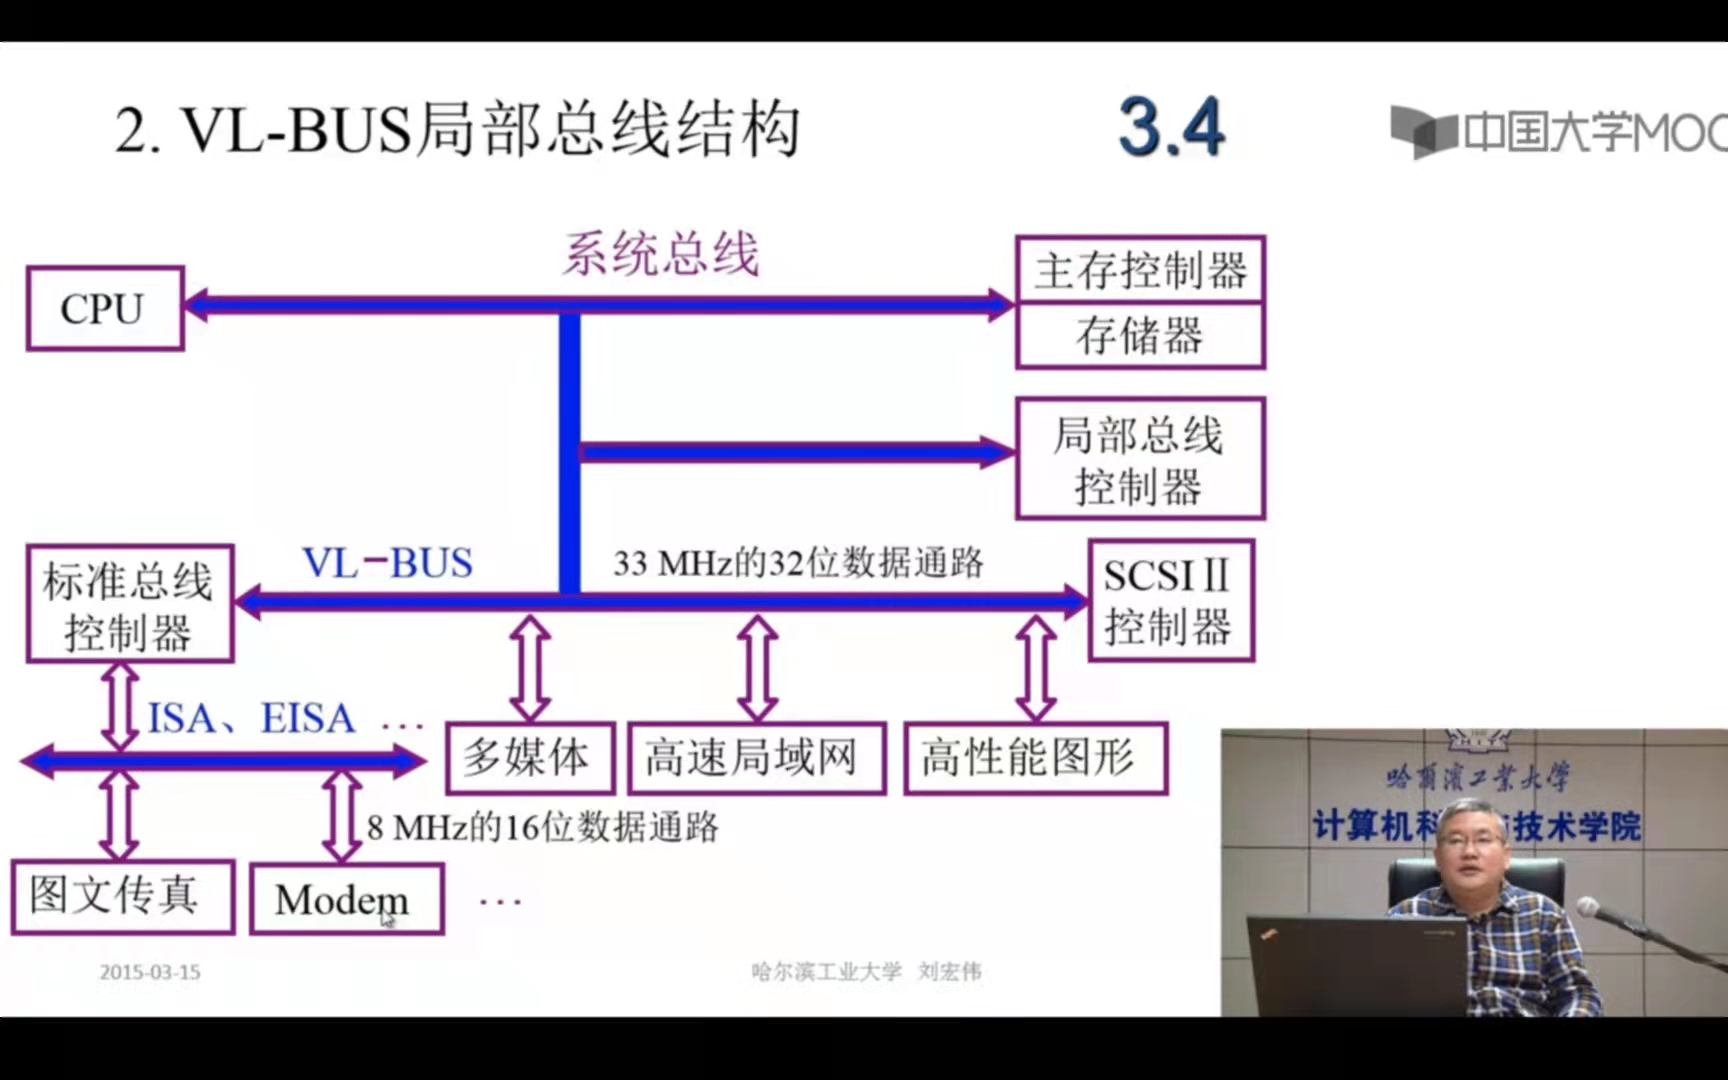 2. VL-BUS局部总线结构
3.4
中国大学MOO
系统总线
CPU
主存控制器
存储器
局部总线
控制器
VL-BUS
33 MHz的32位数据通路
标准总线
控制器
SCSI II
控制器
ISA、EISA …
多媒体
高速局域网
高性能图形
8 MHz的16位数据通路
图文传真
Modem
…
HIT
哈尔滨工业大学
计算机科
技术学院
2015-03-15
哈尔滨工业大学 刘宏伟